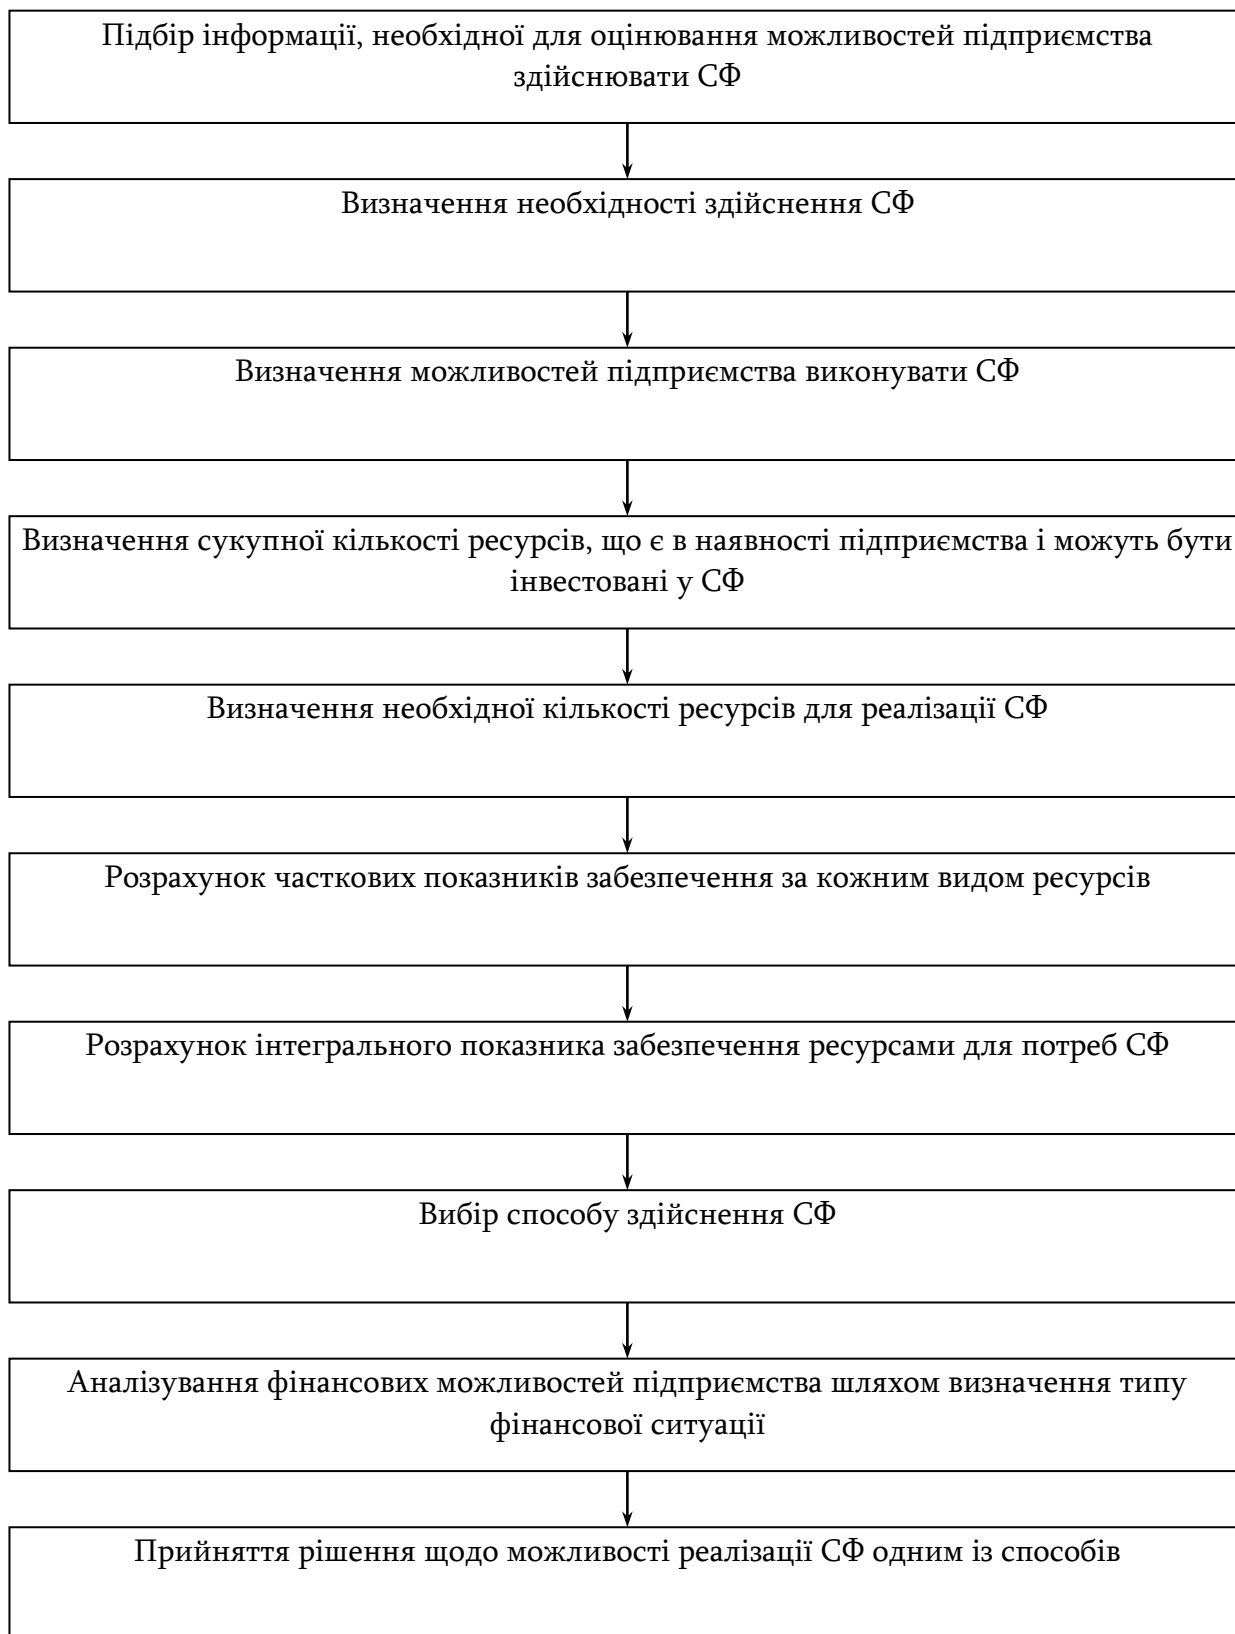 Підбір інформації, необхідної для оцінювання можливостей підприємства
здійснювати СФ
Визначення необхідності здійснення СФ
Визначення можливостей підприємства виконувати СФ
Визначення сукупної кількості ресурсів, що є в наявності підприємства і можуть бути
інвестовані у СФ
Визначення необхідної кількості ресурсів для реалізації СФ
Розрахунок часткових показників забезпечення за кожним видом ресурсів
Розрахунок інтегрального показника забезпечення ресурсами для потреб СФ
Вибір способу здійснення СФ
Аналізування фінансових можливостей підприємства шляхом визначення типу
фінансової ситуації
Прийняття рішення щодо можливості реалізації СФ одним із способів